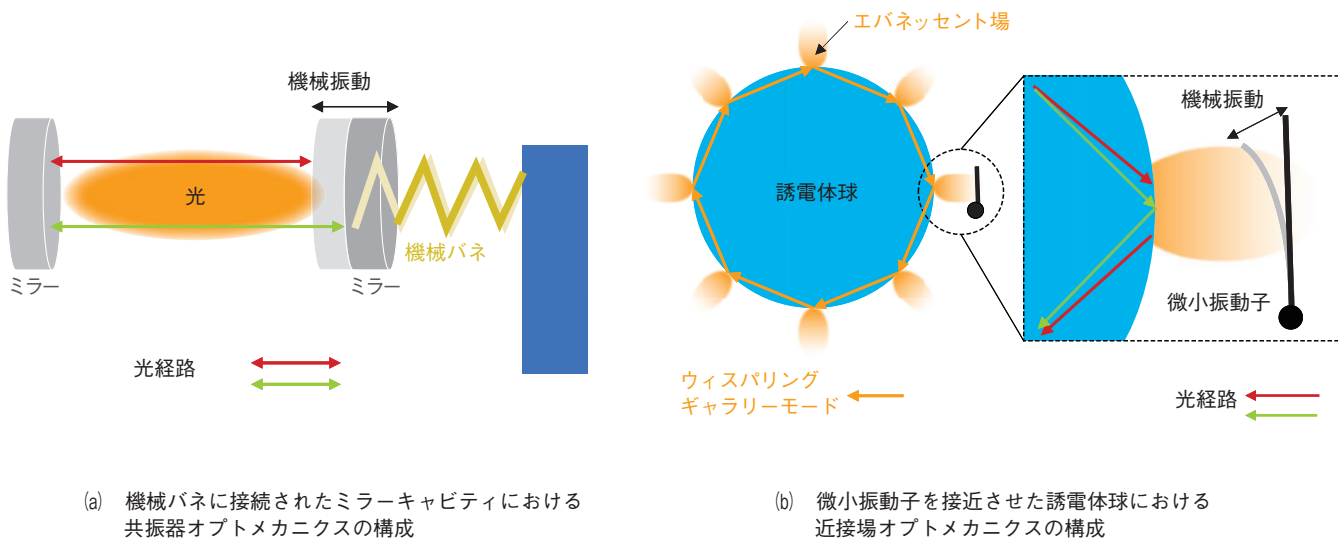 機械振動
光
機械バネ
ミラー
ミラー
光経路
(a) 機械バネに接続されたミラーキャビティにおける
共振器オプトメカニクスの構成
エバネッセント場
誘電体球
機械振動
微小振動子
ウィスパリング
ギャラリーモード
光経路
(b) 微小振動子を接近させた誘電体球における
近接場オプトメカニクスの構成